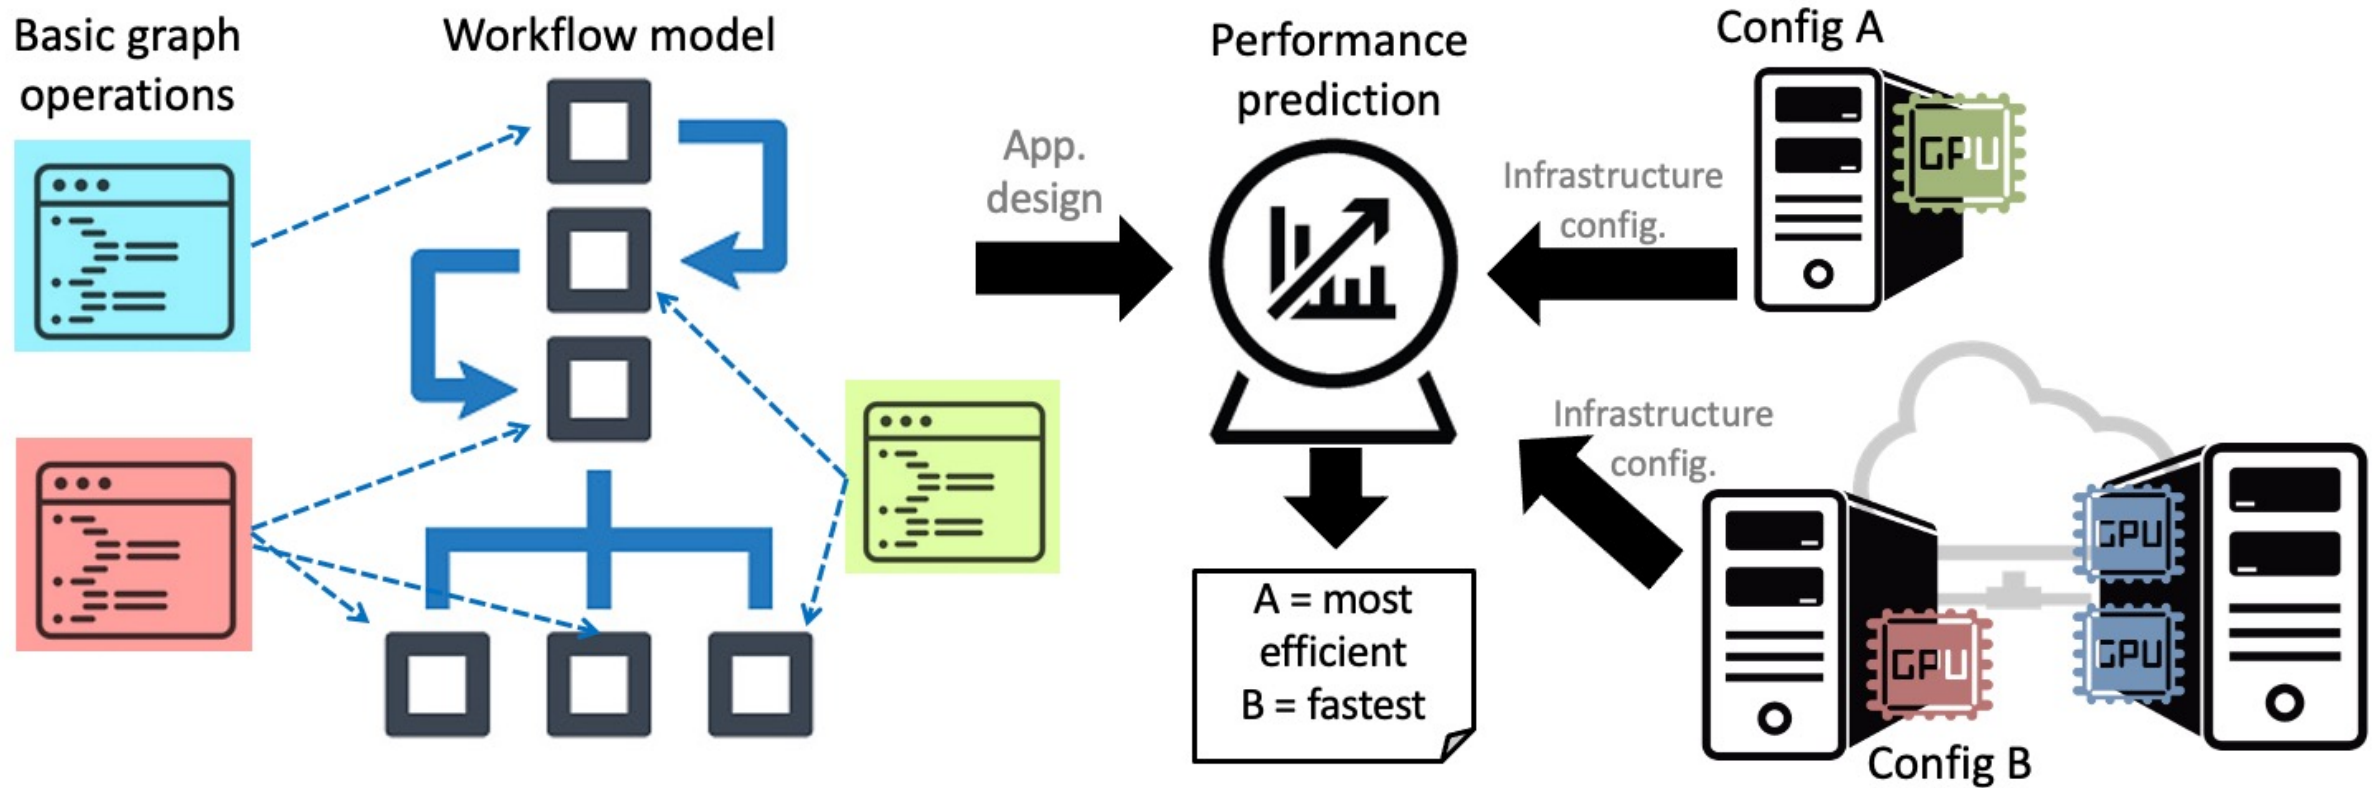 Basic graph
operations
Workflow model
App.
design
Performance
prediction
Infrastructure
config.
Config A
GPU
Infrastructure
config.
GPU
GPU
GPU
Config B
A = most
efficient
B = fastest